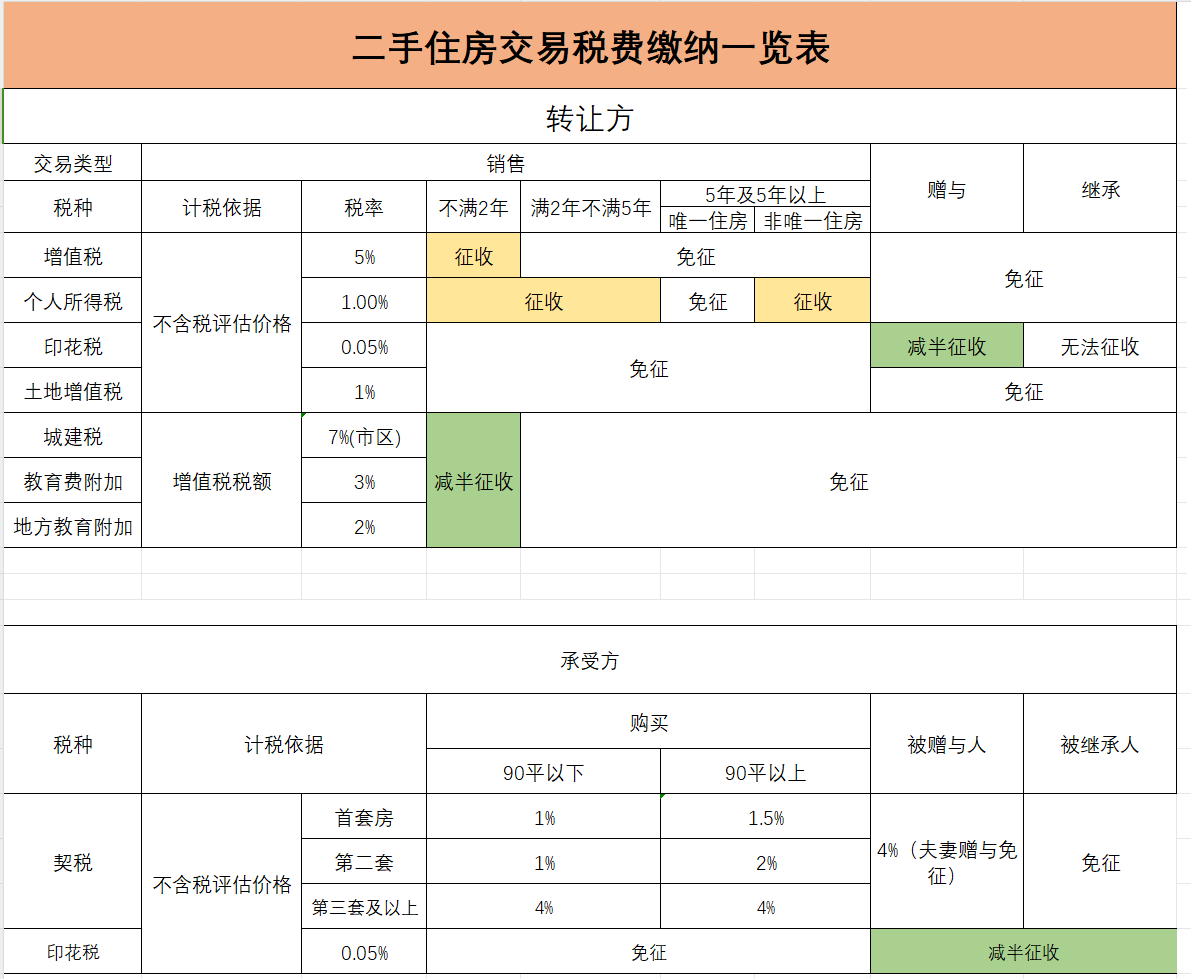 二手住房交易税费缴纳一览表
转让方
交易类型
销售
赠与
继承
税种
计税依据
税率
不满2年
满2年不满5年
5年及5年以上
唯一住房
非唯一住房
增值税
不含税评估价格
5%
征收
免征
免征
个人所得税
1.00%
征收
免征
征收
印花税
0.05%
免征
减半征收
无法征收
土地增值税
1%
免征
城建税
增值税税额
7%(市区)
减半征收
免征
教育费附加
3%
地方教育附加
2%
承受方
税种
计税依据
购买
被赠与人
被继承人
90平以下
90平以上
契税
不含税评估价格
首套房
1%
1.5%
4%（夫妻赠与免
征）
免征
第二套
1%
2%
第三套及以上
4%
4%
印花税
0.05%
免征
减半征收